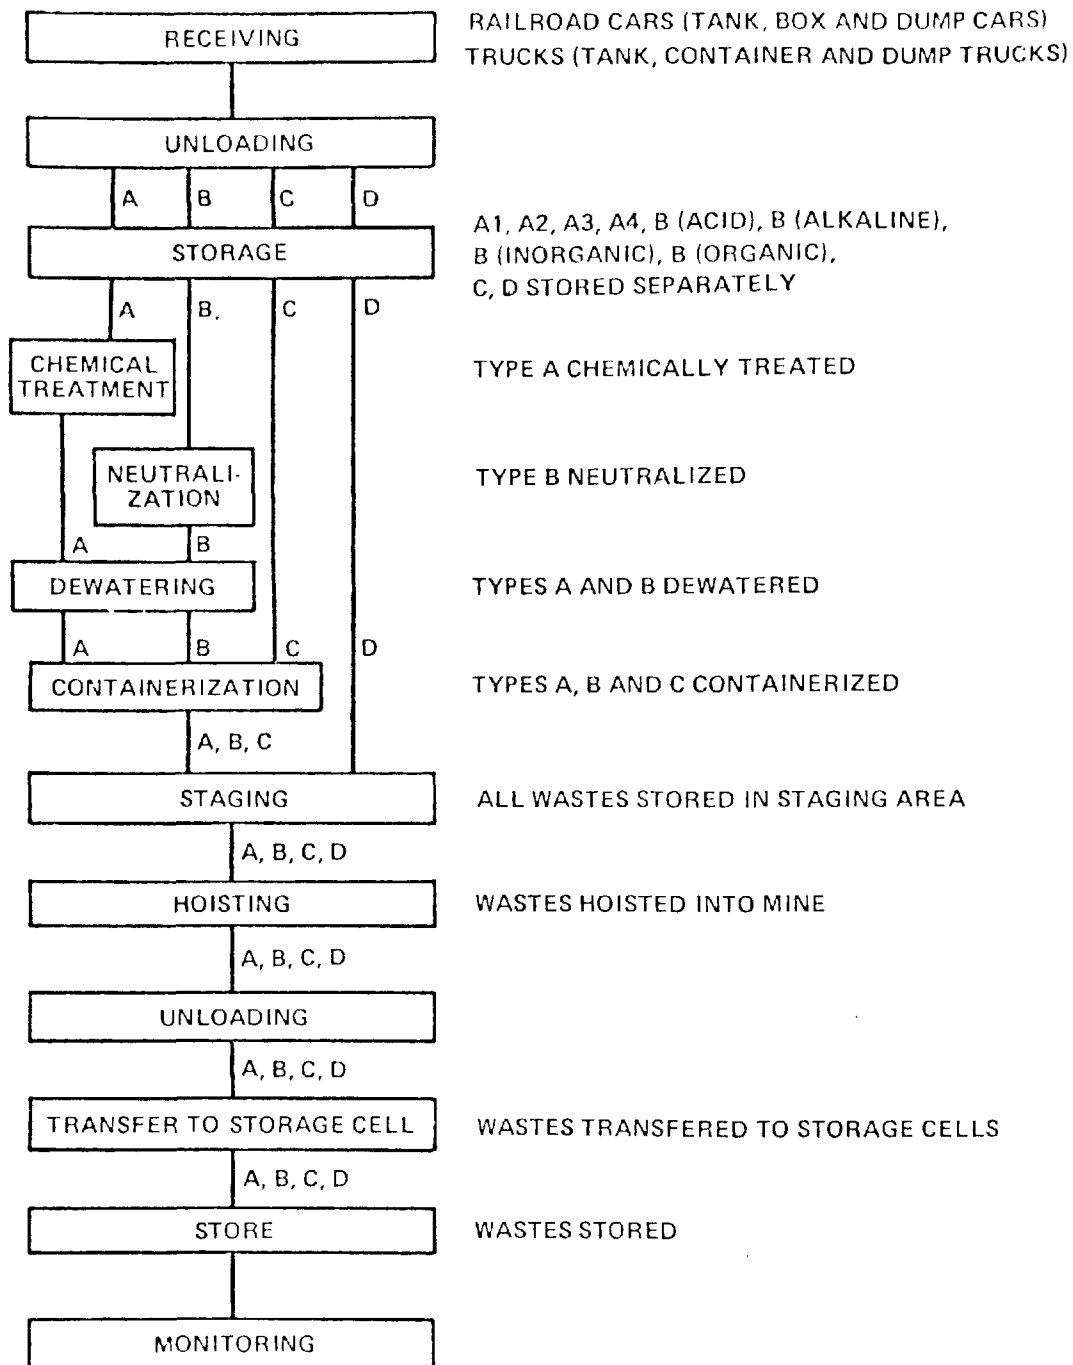 RECEIVING
RAILROAD CARS (TANK, BOX AND DUMP CARS)
TRUCKS (TANK, CONTAINER AND DUMP TRUCKS)
UNLOADING
A B C D
STORAGE
A1, A2, A3, A4, B (ACID), B (ALKALINE),
B (INORGANIC), B (ORGANIC),
C, D STORED SEPARATELY
A B. C D
CHEMICAL
TREATMENT
TYPE A CHEMICALLY TREATED
NEUTRALI-
ZATION
TYPE B NEUTRALIZED
A B
DEWATERING
TYPES A AND B DEWATERED
A B C D
CONTAINERIZATION
TYPES A, B AND C CONTAINERIZED
A, B, C
STAGING
ALL WASTES STORED IN STAGING AREA
A, B, C, D
HOISTING
WASTES HOISTED INTO MINE
A, B, C, D
UNLOADING
A, B, C, D
TRANSFER TO STORAGE CELL
WASTES TRANSFERED TO STORAGE CELLS
A, B, C, D
STORE
WASTES STORED
MONITORING